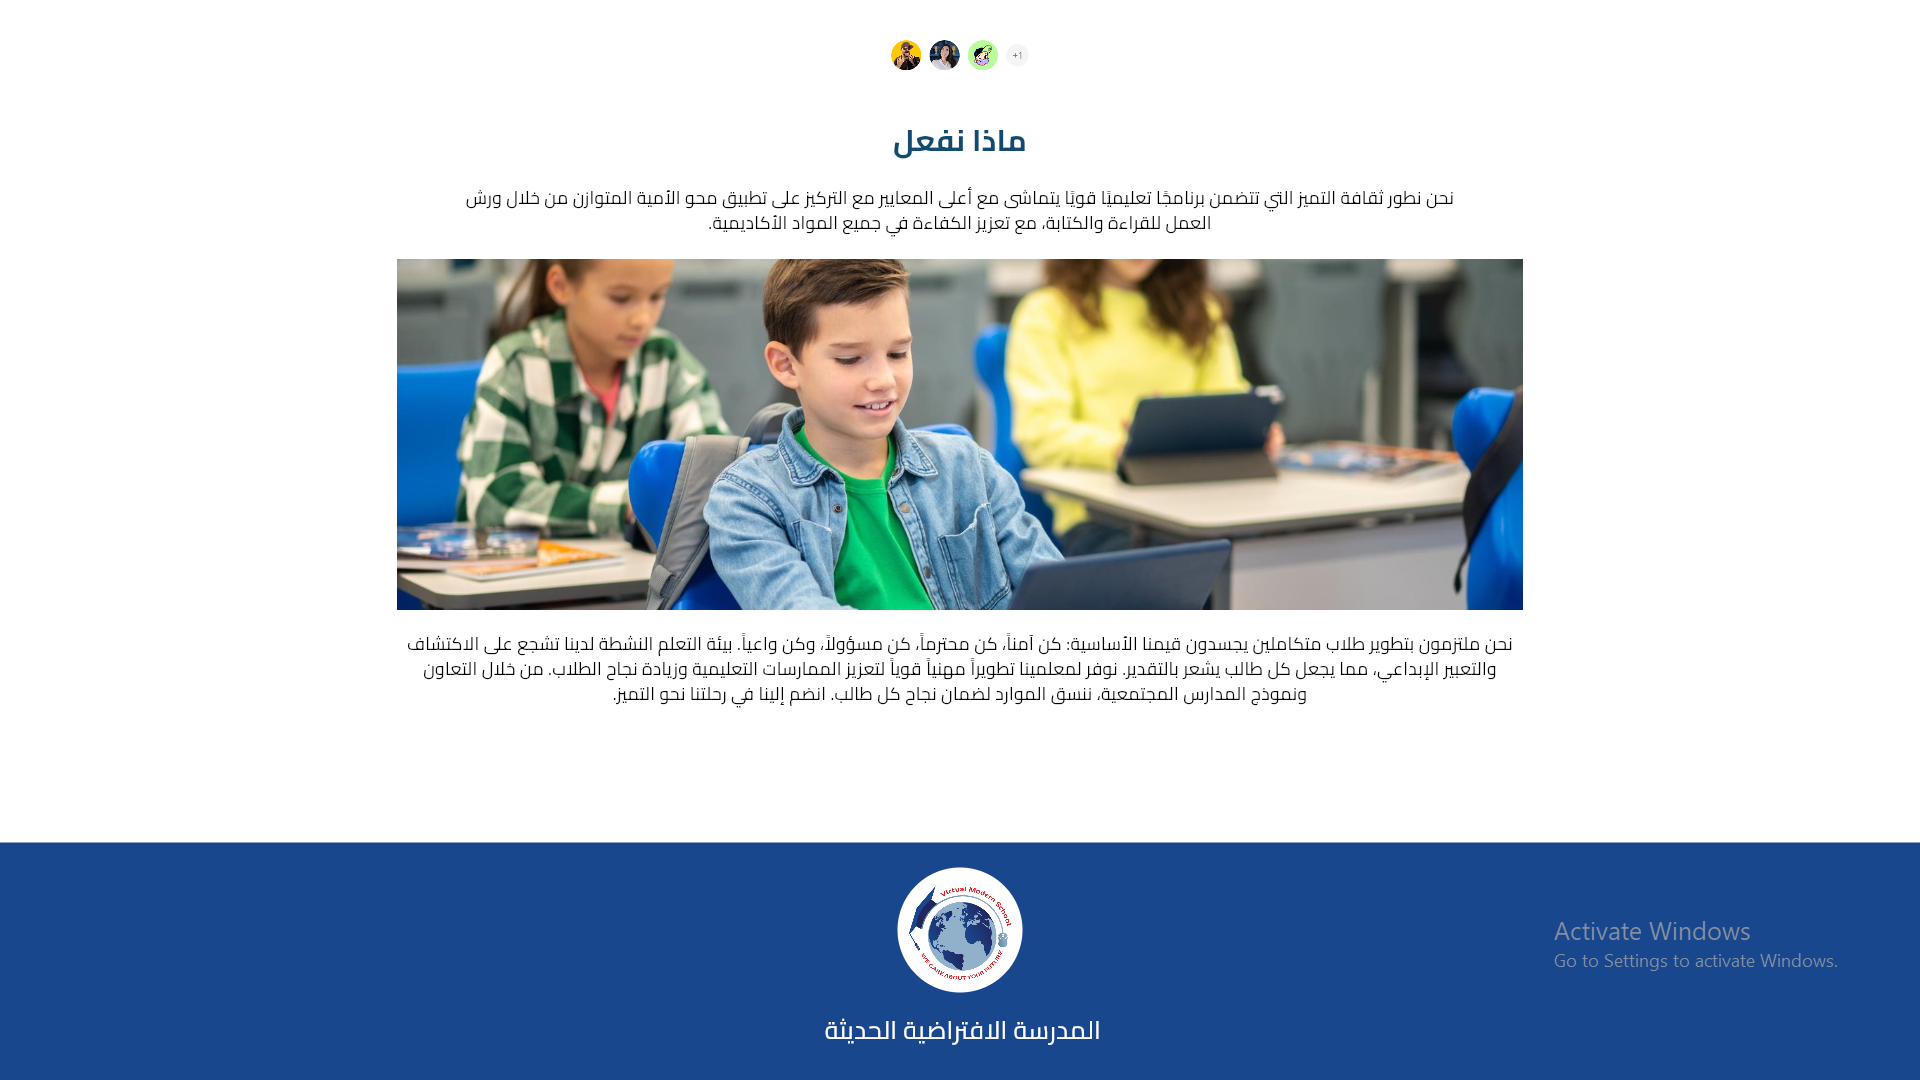 +1
ماذا نفعل
نحن نطور ثقافة التميز التي تتضمن برنامجًا تعليميًا قويًا يتماشى مع أعلى المعايير مع التركيز على تطبيق محو الأمية المتوازن من خلال ورش
العمل للقراءة والكتابة، مع تعزيز الكفاءة في جميع المواد الأكاديمية.
نحن ملتزمون بتطوير طلاب متكاملين يجسدون قيمنا الأساسية: كن آمناً، كن محترماً، كن مسؤولاً، وكن واعياً. بيئة التعلم النشطة لدينا تشجع على الاكتشاف
والتعبير الإبداعي، مما يجعل كل طالب يشعر بالتقدير. نوفر لمعلمينا تطويراً مهنياً قوياً لتعزيز الممارسات التعليمية وزيادة نجاح الطلاب. من خلال التعاون
ونموذج المدارس المجتمعية، ننسق الموارد لضمان نجاح كل طالب. انضم إلينا في رحلتنا نحو التميز.
Virtual Modern School
WE CARE ABOUT YOUR FUTURE
Activate Windows
Go to Settings to activate Windows.
المدرسة الافتراضية الحديثة